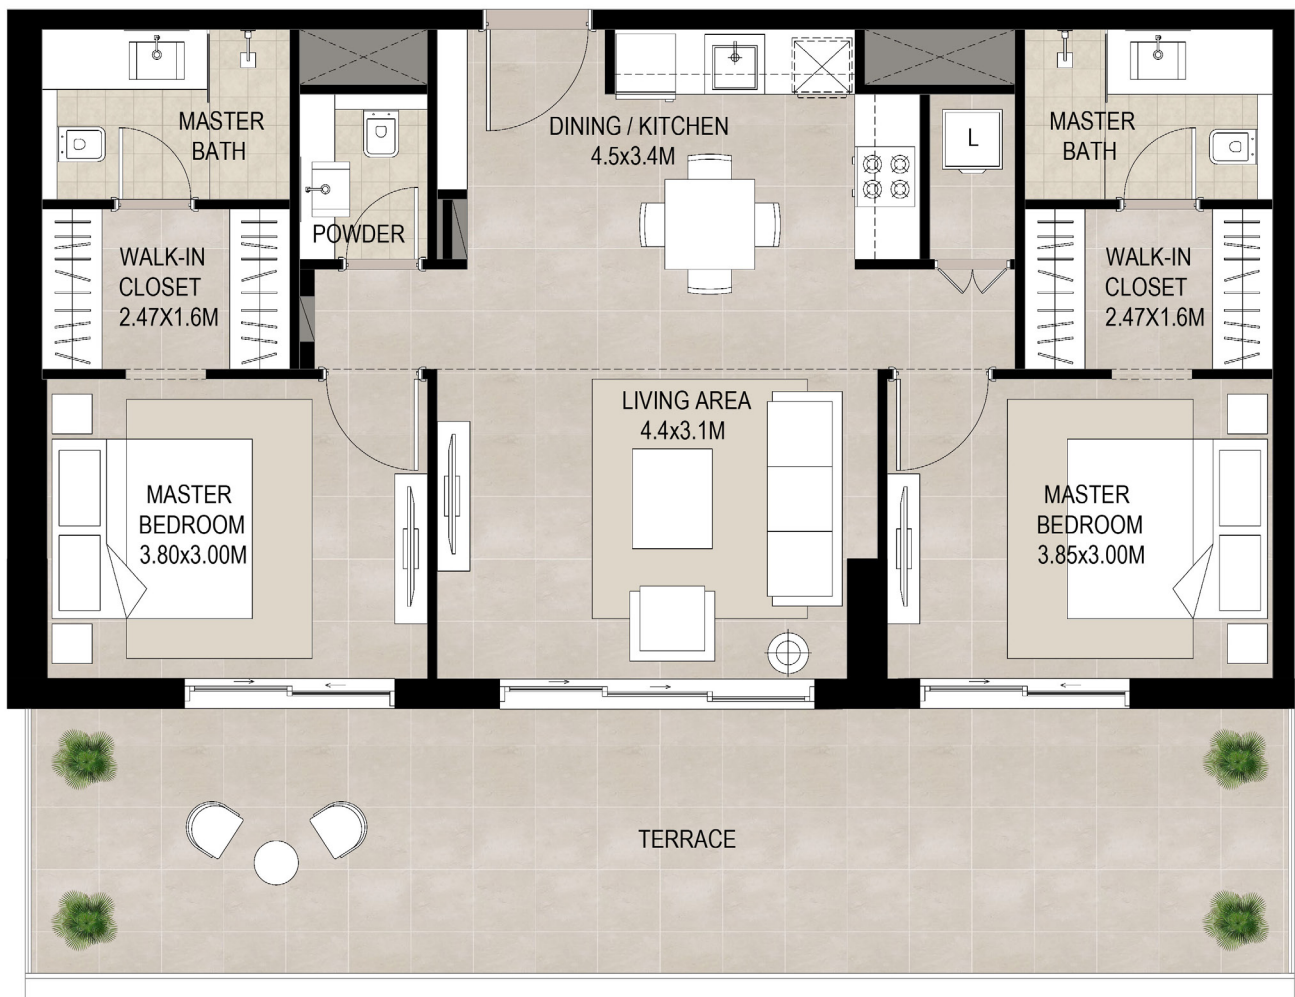 MASTER
BATH
DINING / KITCHEN
4.5x3.4M
L
MASTER
BATH
POWDER
WALK-IN
CLOSET
2.47X1.6M
WALK-IN
CLOSET
2.47X1.6M
LIVING AREA
4.4x3.1M
MASTER
BEDROOM
3.80x3.00M
MASTER
BEDROOM
3.85x3.00M
TERRACE